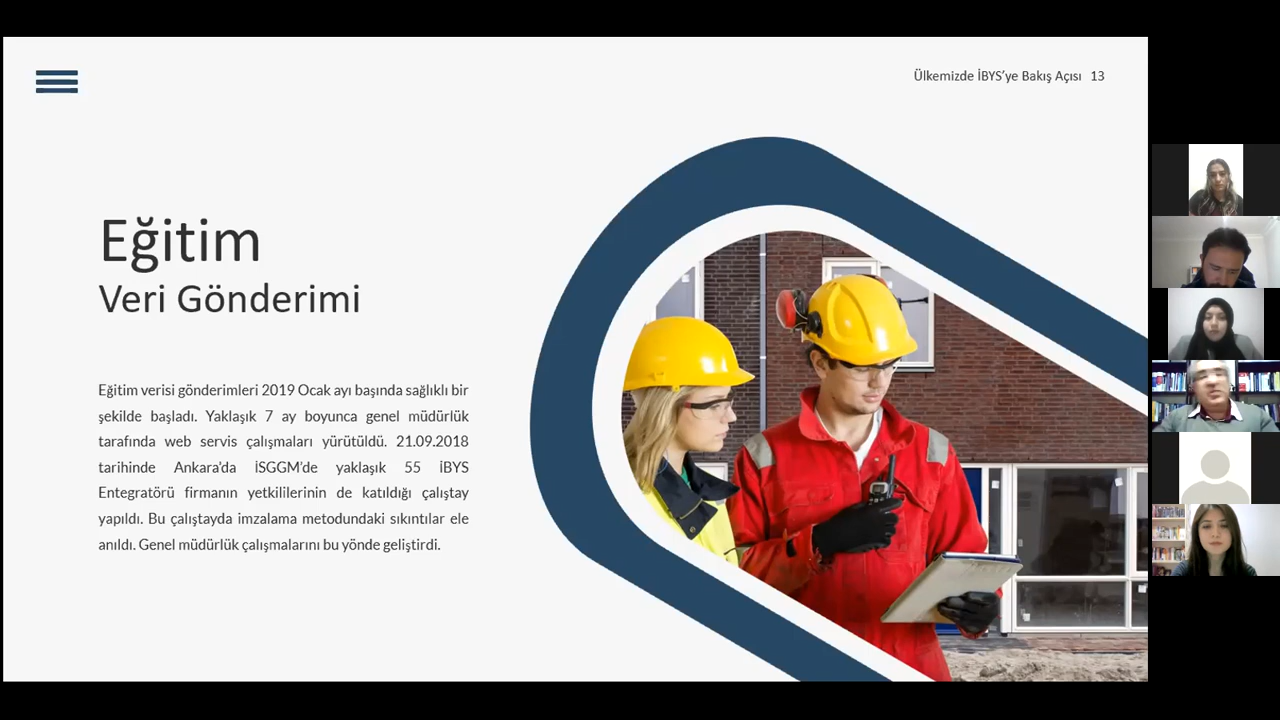 Ülkemizde İBYS'ye Bakış Açısı 13
Eğitim
Veri Gönderimi
Eğitim verisi gönderimleri 2019 Ocak ayı başında sağlıklı bir
şekilde başladı. Yaklaşık 7 ay boyunca genel müdürlük
tarafında web servis çalışmaları yürütüldü. 21.09.2018
tarihinde Ankara'da İSGGM'de yaklaşık 55 İBYS
Entegratörü firmanın yetkililerinin de katıldığı çalıştay
yapıldı. Bu çalıştayda imzalama metodundaki sıkıntılar ele
anıldı. Genel müdürlük çalışmalarını bu yönde geliştirdi.